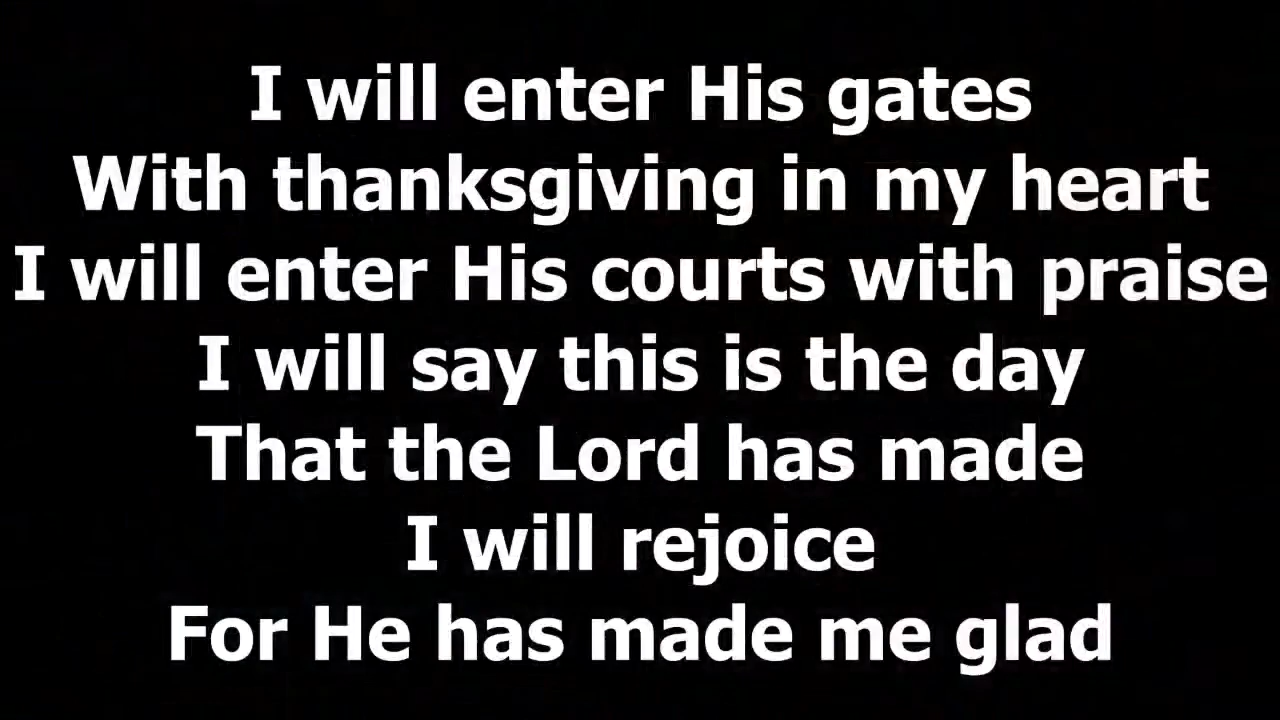 I will enter His gates
With thanksgiving in my heart
I will enter His courts with praise
I will say this is the day
That the Lord has made
I will rejoice
For He has made me glad